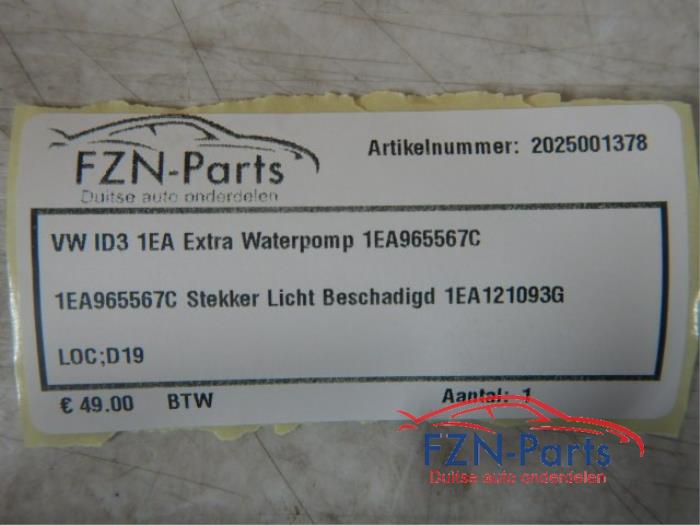 FZN-Parts
Duitse auto onderdelen
Artikelnummer: 2025001378
VW ID3 1EA Extra Waterpomp 1EA965567C
1EA965567C Stekker Licht Beschadigd 1EA121093G
LOC;D19
€ 49.00 BTW Aantal: 1
FZN-Parts
Duitse auto onderdelen